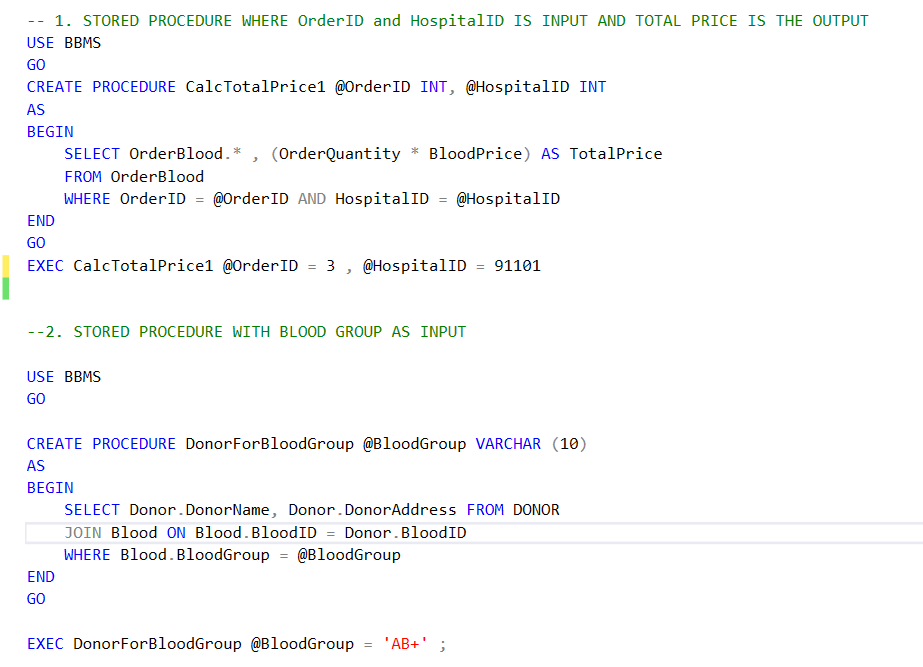 -- 1. STORED PROCEDURE WHERE OrderID and HospitalID IS INPUT AND TOTAL PRICE IS THE OUTPUT
USE BBMS
GO
CREATE PROCEDURE CalcTotalPrice1 @OrderID INT, @HospitalID INT
AS
BEGIN
    SELECT OrderBlood.* , (OrderQuantity * BloodPrice) AS TotalPrice
    FROM OrderBlood
    WHERE OrderID = @OrderID AND HospitalID = @HospitalID
END
GO
EXEC CalcTotalPrice1 @OrderID = 3 , @HospitalID = 91101
--2. STORED PROCEDURE WITH BLOOD GROUP AS INPUT
USE BBMS
GO
CREATE PROCEDURE DonorForBloodGroup @BloodGroup VARCHAR (10)
AS
BEGIN
    SELECT Donor.DonorName, Donor.DonorAddress FROM DONOR
    JOIN Blood ON Blood.BloodID = Donor.BloodID
    WHERE Blood.BloodGroup = @BloodGroup
END
GO
EXEC DonorForBloodGroup @BloodGroup = 'AB+' ;